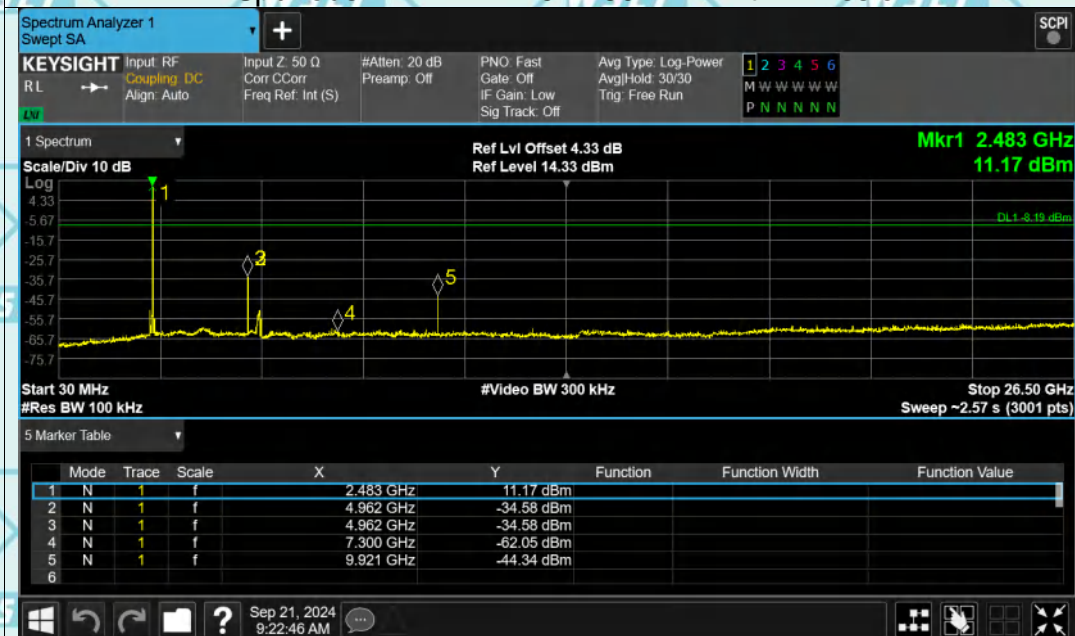 Spectrum Analyzer 1
Swept SA
+
SCPI
KEYSIGHT
RL
LNI
Input: RF
Coupling: DC
Align: Auto
Input Z: 50 Ω
Corr CCorr
Freq Ref: Int (S)
#Atten: 20 dB
Preamp: Off
PNO: Fast
Gate: Off
IF Gain: Low
Sig Track: Off
Avg Type: Log-Power
Avg|Hold: 30/30
Trig: Free Run
1 2 3 4 5 6
M W W W W W
P N N N N N
1 Spectrum
Scale/Div 10 dB
Ref Lvl Offset 4.33 dB
Ref Level 14.33 dBm
Mkr1 2.483 GHz
11.17 dBm
Log
4.33
-5.67
-15.7
-25.7
-35.7
-45.7
-55.7
-65.7
-75.7
1
3
4
5
DL1 -8.19 dBm
Start 30 MHz
#Video BW 300 kHz
Stop 26.50 GHz
#Res BW 100 kHz
Sweep ~2.57 s (3001 pts)
5 Marker Table
Mode Trace Scale X Y Function Function Width Function Value
1 N 1 f 2.483 GHz 11.17 dBm
2 N 1 f 4.962 GHz -34.58 dBm
3 N 1 f 4.962 GHz -34.58 dBm
4 N 1 f 7.300 GHz -62.05 dBm
5 N 1 f 9.921 GHz -44.34 dBm
6
?
Sep 21, 2024
9:22:46 AM